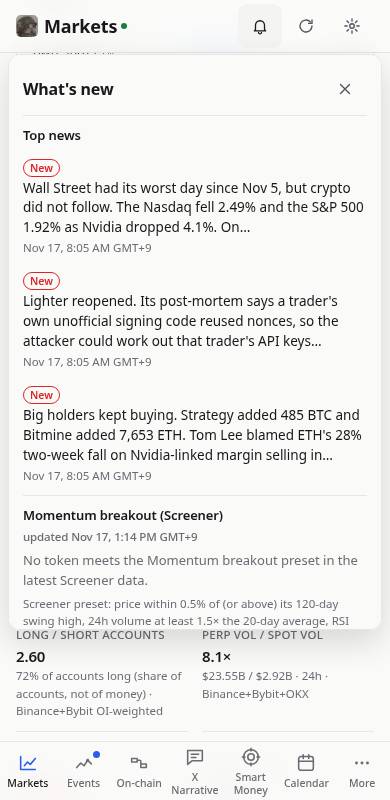 Markets
What's new
Top news
New
Wall Street had its worst day since Nov 5, but crypto
did not follow. The Nasdaq fell 2.49% and the S&P 500
1.92% as Nvidia dropped 4.1%. On...
Nov 17, 8:05 AM GMT+9
New
Lighter reopened. Its post-mortem says a trader's
own unofficial signing code reused nonces, so the
attacker could work out that trader's API keys...
Nov 17, 8:05 AM GMT+9
New
Big holders kept buying. Strategy added 485 BTC and
Bitmine added 7,653 ETH. Tom Lee blamed ETH's 28%
two-week fall on Nvidia-linked margin selling in...
Nov 17, 8:05 AM GMT+9
Momentum breakout (Screener)
updated Nov 17, 1:14 PM GMT+9
No token meets the Momentum breakout preset in the
latest Screener data.
Screener preset: price within 0.5% of (or above) its 120-day
swing high, 24h volume at least 1.5× the 20-day average, RSI
LONG / SHORT ACCOUNTS
2.60
72% of accounts long (share of
accounts, not of money) ·
Binance+Bybit OI-weighted
PERP VOL / SPOT VOL
8.1×
$23.55B / $2.92B · 24h ·
Binance+Bybit+OKX
Markets
Events
On-chain
X
Narrative
Smart
Money
Calendar
More